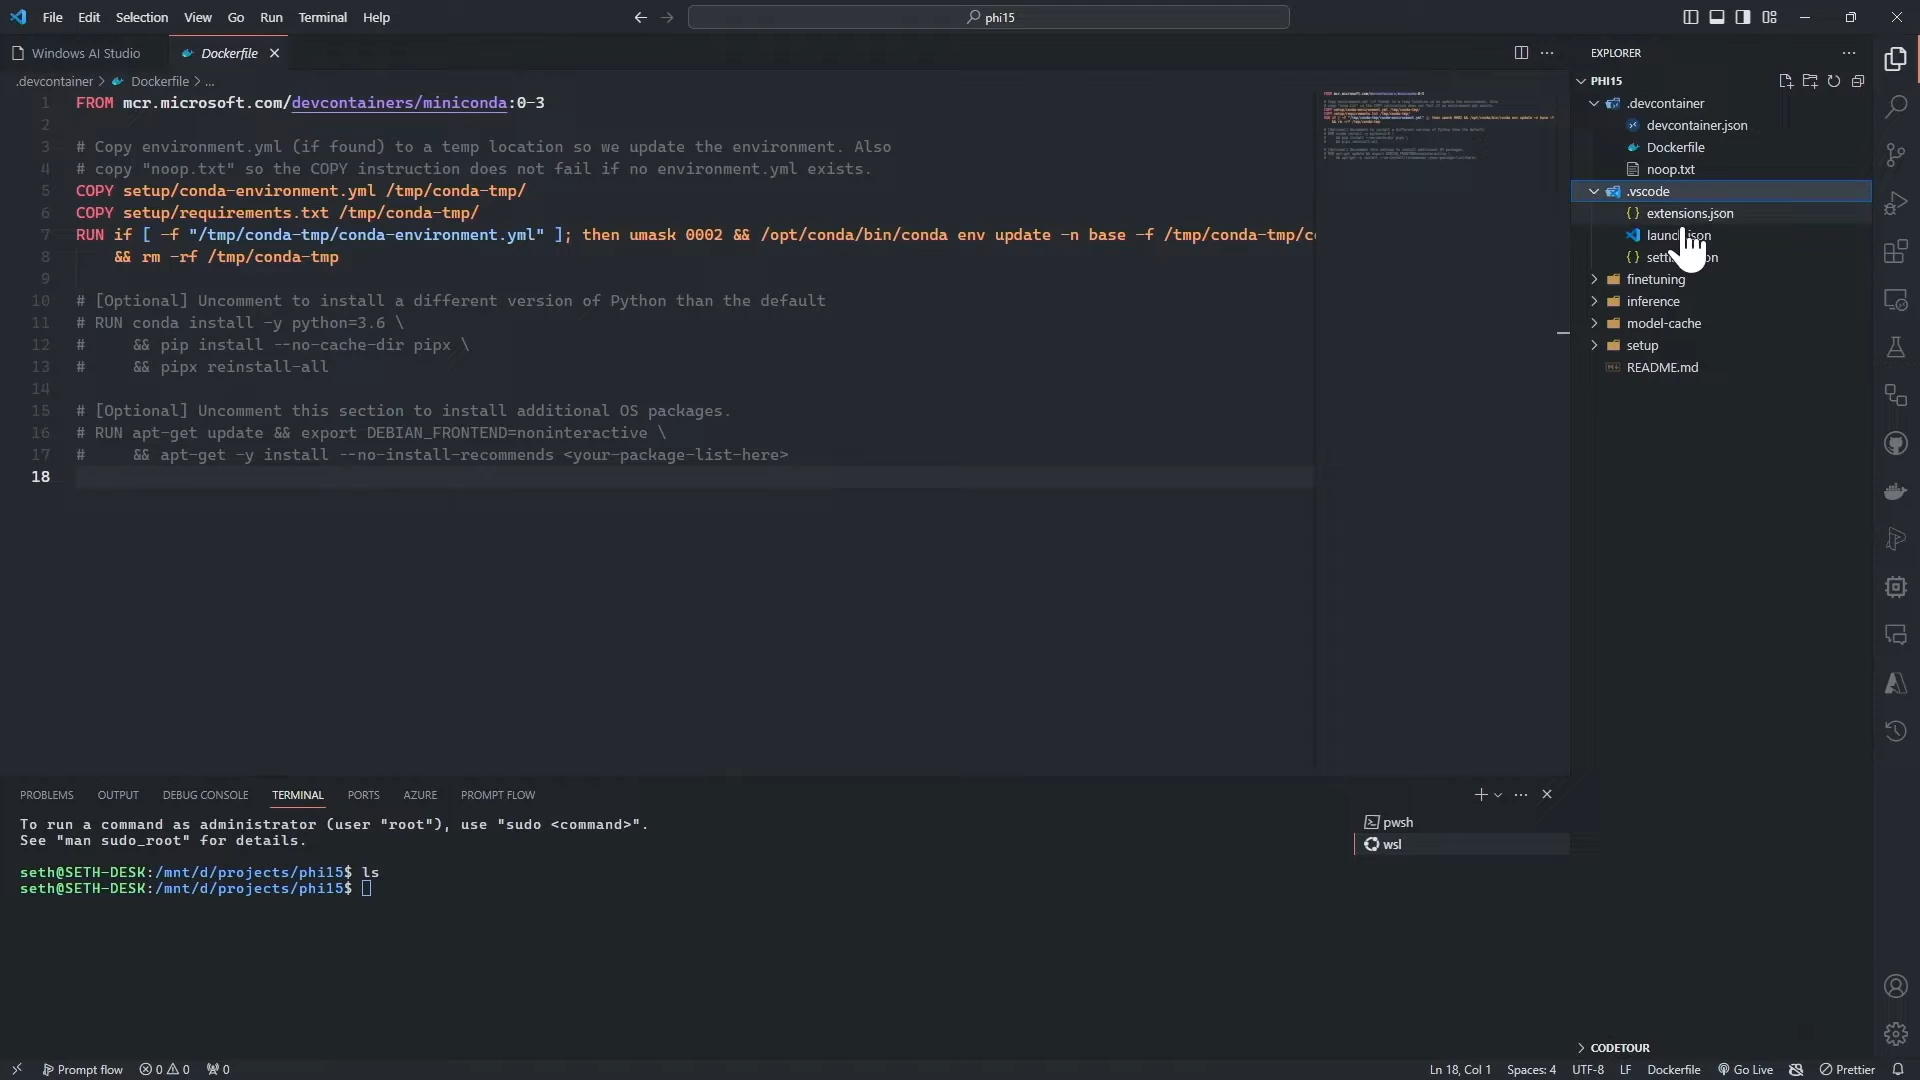 File Edit Selection View Go Run Terminal Help
phi15
Windows AI Studio
Dockerfile
.devcontainer > Dockerfile > ...
1 FROM mcr.microsoft.com/devcontainers/miniconda:0-3
2
3 # Copy environment.yml (if found) to a temp location so we update the environment. Also
4 # copy "noop.txt" so the COPY instruction does not fail if no environment.yml exists.
5 COPY setup/conda-environment.yml /tmp/conda-tmp/
6 COPY setup/requirements.txt /tmp/conda-tmp/
7 RUN if [ -f "/tmp/conda-tmp/conda-environment.yml" ]; then umask 0002 && /opt/conda/bin/conda env update -n base -f /tmp/conda-tmp/c
8 && rm -rf /tmp/conda-tmp
9
10 # [Optional] Uncomment to install a different version of Python than the default
11 # RUN conda install -y python=3.6 \
12 # && pip install --no-cache-dir pipx \
13 # && pipx reinstall-all
14
15 # [Optional] Uncomment this section to install additional OS packages.
16 # RUN apt-get update && export DEBIAN_FRONTEND=noninteractive \
17 # && apt-get -y install --no-install-recommends <your-package-list-here>
18
EXPLORER
PHI15
.devcontainer
devcontainer.json
Dockerfile
noop.txt
.vscode
extensions.json
finetuning
inference
model-cache
setup
README.md
CODETOUR
PROBLEMS OUTPUT DEBUG CONSOLE TERMINAL PORTS AZURE PROMPT FLOW
To run a command as administrator (user "root"), use "sudo <command>".
See "man sudo_root" for details.
seth@SETH-DESK:/mnt/d/projects/phi15$ ls
seth@SETH-DESK:/mnt/d/projects/phi15$
pwsh
wsl
Prompt flow 0 0 0
Ln 18, Col 1 Spaces: 4 UTF-8 LF Dockerfile Go Live Prettier